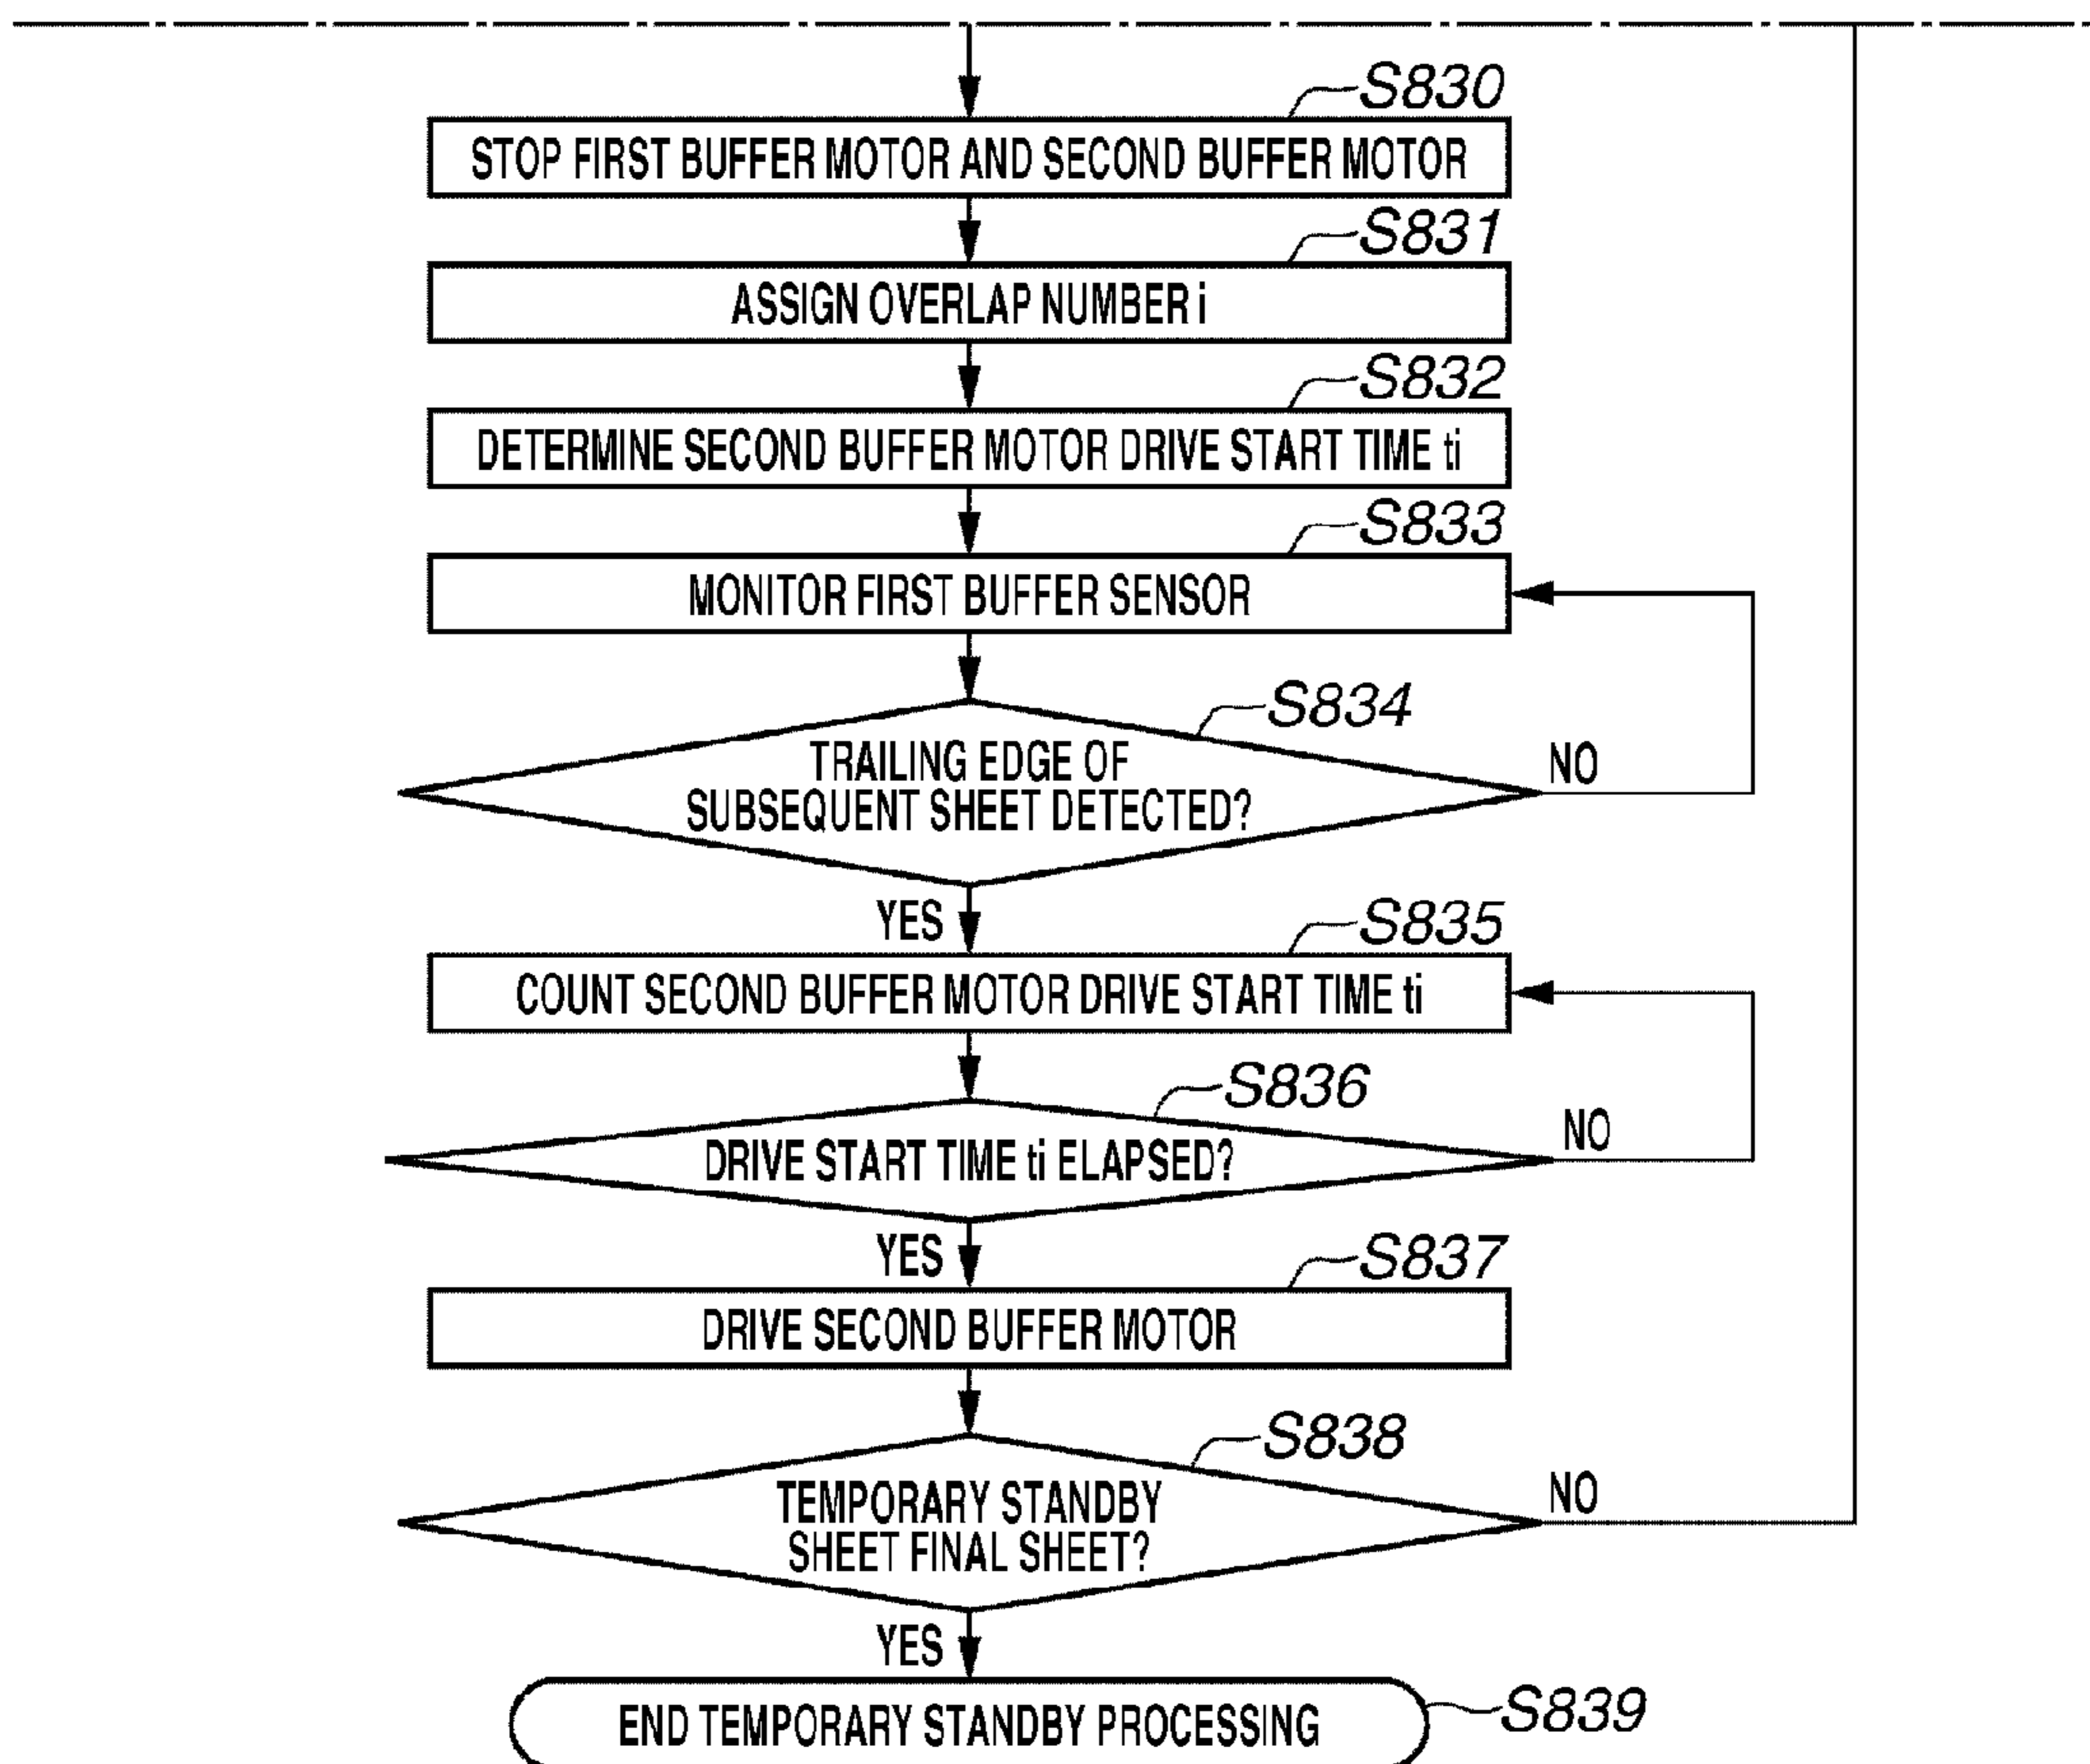 S830
STOP FIRST BUFFER MOTOR AND SECOND BUFFER MOTOR
S831
ASSIGN OVERLAP NUMBER i
S832
DETERMINE SECOND BUFFER MOTOR DRIVE START TIME ti
S833
MONITOR FIRST BUFFER SENSOR
S834
TRAILING EDGE OF
SUBSEQUENT SHEET DETECTED?
NO
YES
S835
COUNT SECOND BUFFER MOTOR DRIVE START TIME ti
S836
DRIVE START TIME ti ELAPSED?
NO
YES
S837
DRIVE SECOND BUFFER MOTOR
S838
TEMPORARY STANDBY
SHEET FINAL SHEET?
NO
YES
END TEMPORARY STANDBY PROCESSING
S839